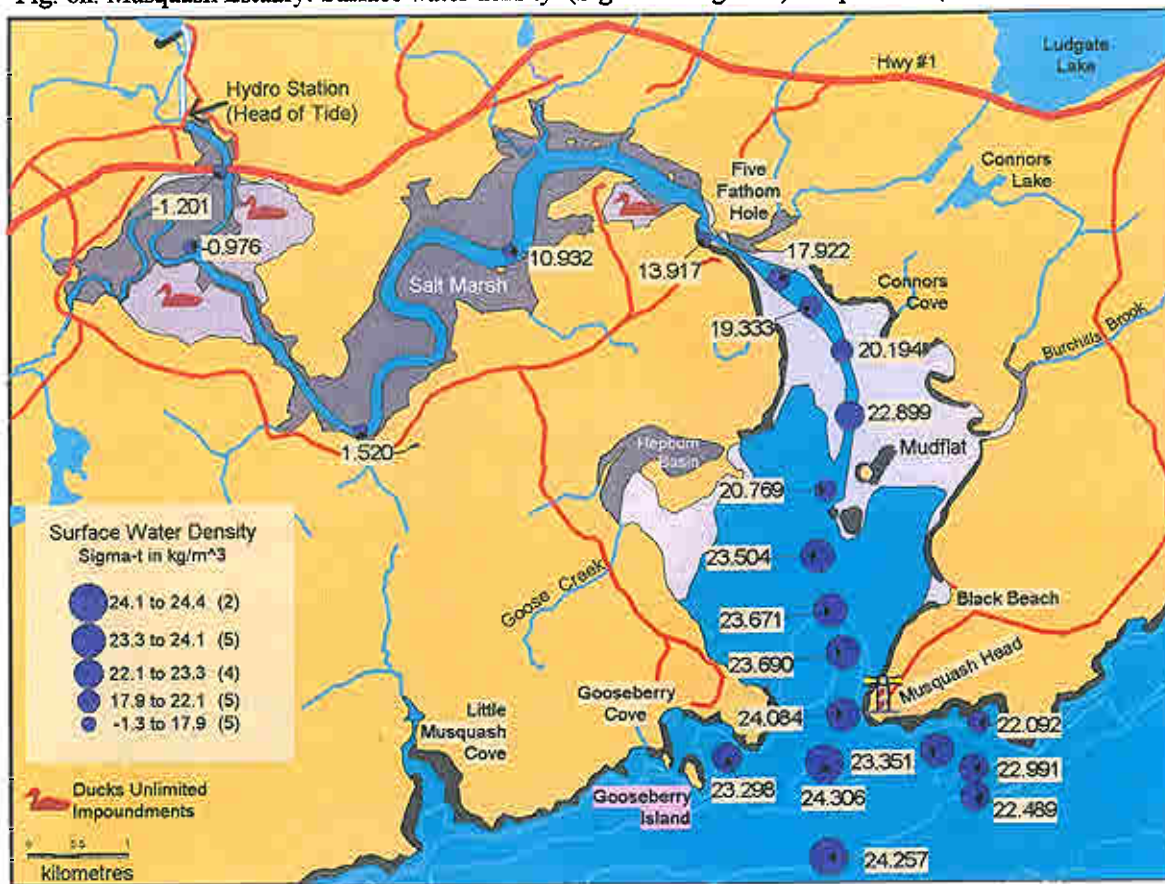 Ludgate
Lake
Hwy #1
Hydro Station
(Head of Tide)
Connors
Lake
Five
Fathom
Hole
-1.201
-0.976
10.932
13.917
17.922
Salt Marsh
Connors
Cove
19.333
20.194
Burchills Brook
22.899
1.520
Hepburn
Basin
Mudflat
20.769
Surface Water Density
Sigma-t in kg/m^3
24.1 to 24.4 (2)
23.3 to 24.1 (5)
22.1 to 23.3 (4)
17.9 to 22.1 (5)
-1.3 to 17.9 (5)
23.504
Goose Creek
Black Beach
23.671
23.690
Musquash Head
Gooseberry
Cove
Little
Musquash
Cove
24.084
22.092
23.351
22.991
23.298
24.306
22.489
Gooseberry
Island
Ducks Unlimited
Impoundments
0 0.5 1
kilometres
24.257